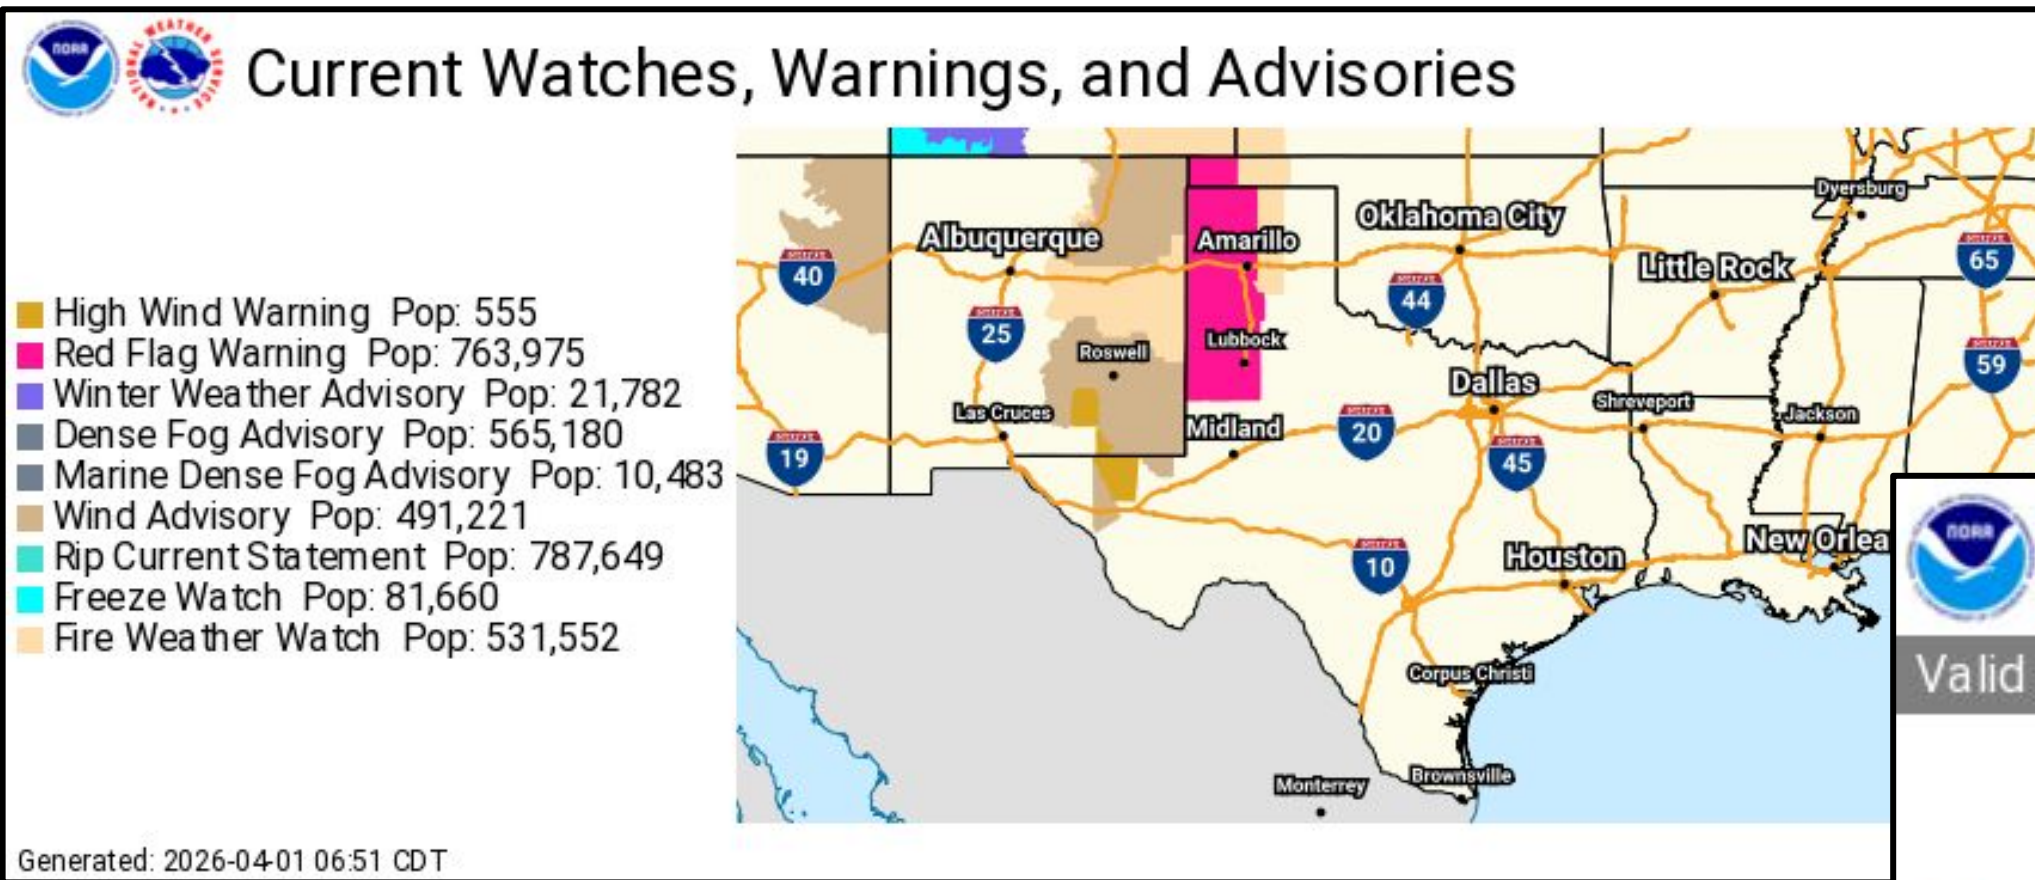 NOAA
NATIONAL WEATHER SERVICE
Current Watches, Warnings, and Advisories
High Wind Warning Pop: 555
Red Flag Warning Pop: 763,975
Winter Weather Advisory Pop: 21,782
Dense Fog Advisory Pop: 565,180
Marine Dense Fog Advisory Pop: 10,483
Wind Advisory Pop: 491,221
Rip Current Statement Pop: 787,649
Freeze Watch Pop: 81,660
Fire Weather Watch Pop: 531,552
Generated: 2026-04-01 06:51 CDT
Dyersburg
Oklahoma City
Albuquerque
Amarillo
65
Little Rock
40
44
25
Lubbock
Roswell
59
Dallas
Shreveport
Las Cruces
Jackson
Midland
20
19
45
New Orlea
Houston
10
Corpus Christi
Brownsville
Monterrey
NOAA
Valid